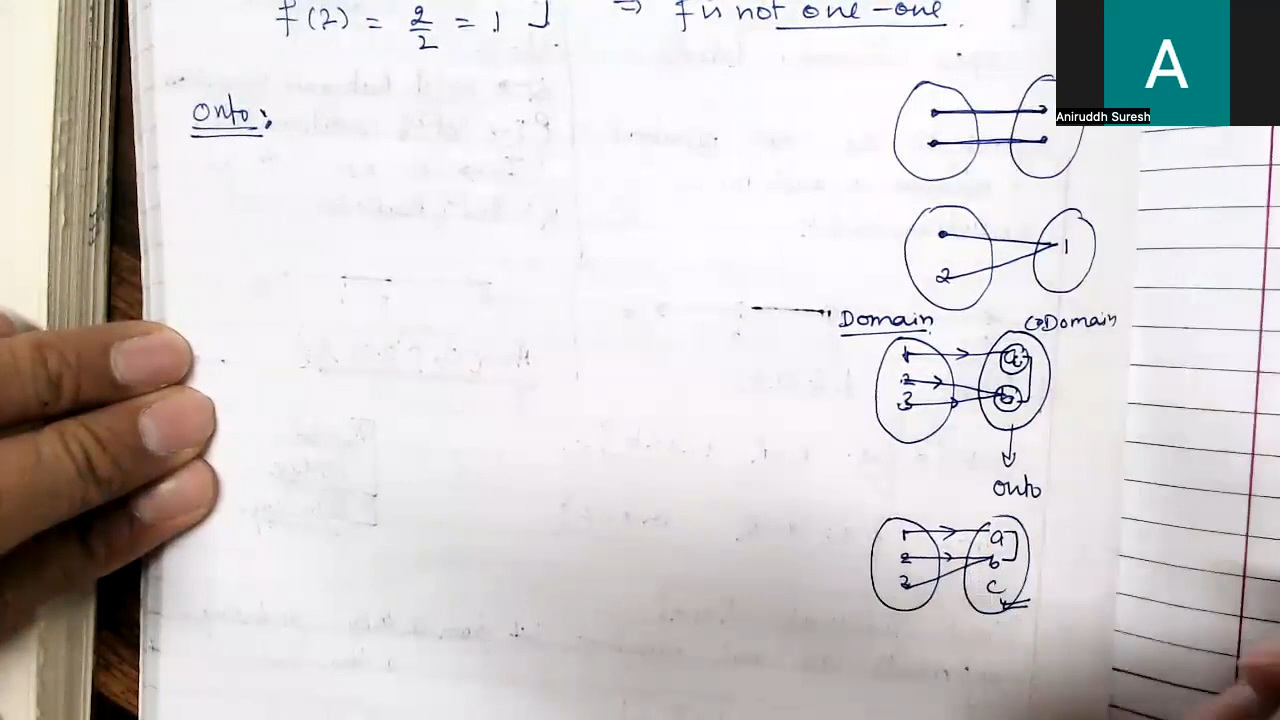 f(2) = 2/2 = 1 ] ⇒ f is not one-one.
A
Aniruddh Suresh
Onto:
1
2
Domain
CoDomain
1 a
2
3 b
onto
1 a
2 b
3 c